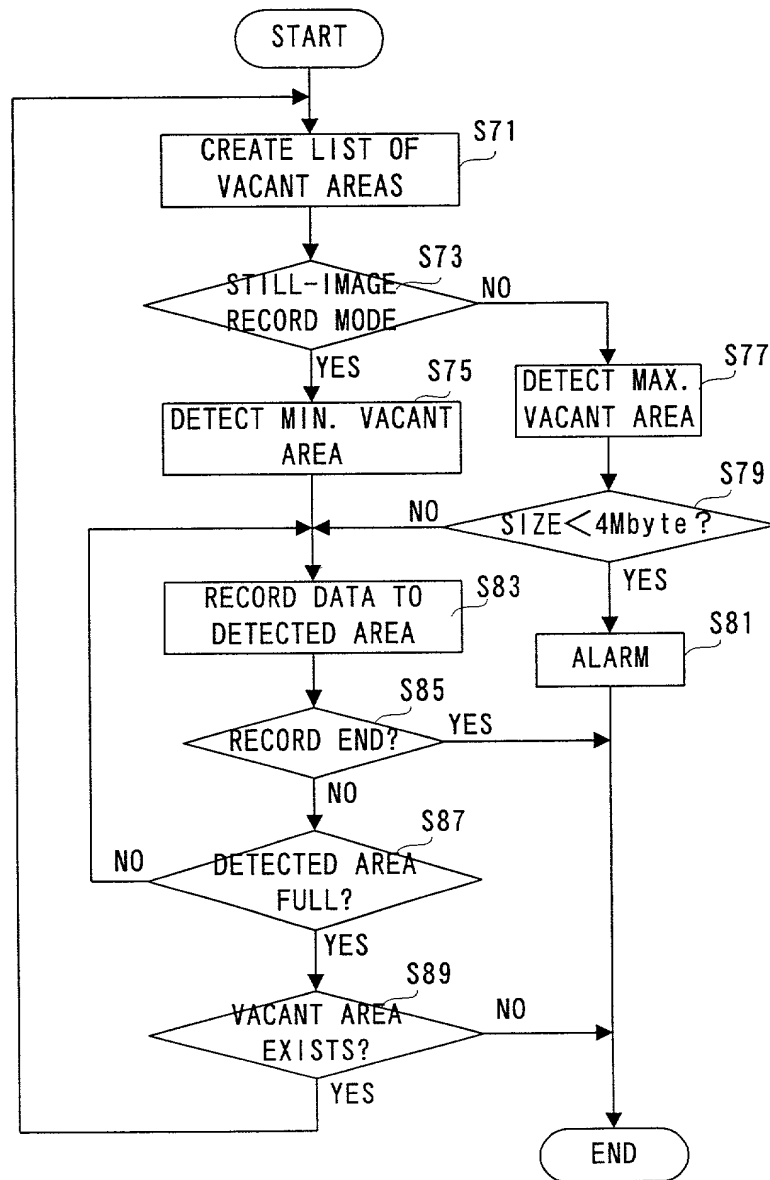 START
S71
CREATE LIST OF
VACANT AREAS
S73
STILL-IMAGE
RECORD MODE
NO
YES
S75
DETECT MIN. VACANT
AREA
S77
DETECT MAX.
VACANT AREA
S79
SIZE<4Mbyte?
NO
YES
S83
RECORD DATA TO
DETECTED AREA
S81
ALARM
S85
RECORD END?
YES
NO
S87
DETECTED AREA
FULL?
NO
YES
S89
VACANT AREA
EXISTS?
NO
YES
END